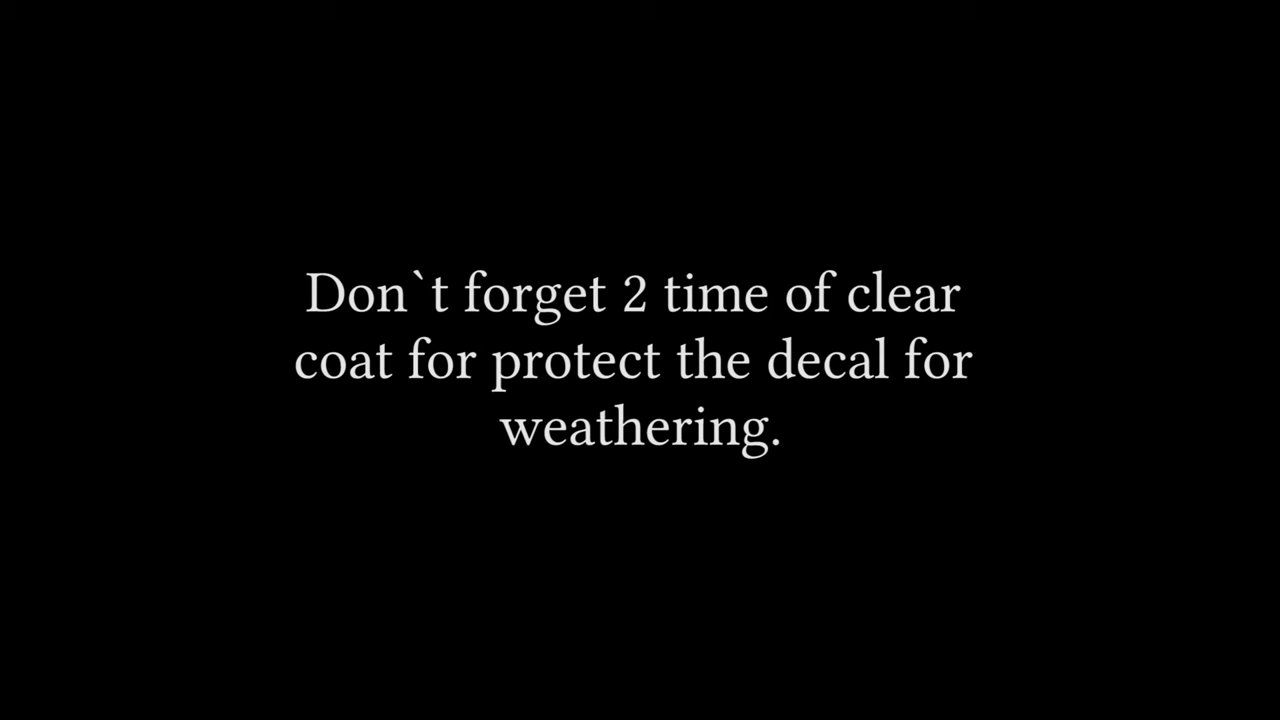 Don`t forget 2 time of clear
coat for protect the decal for
weathering.